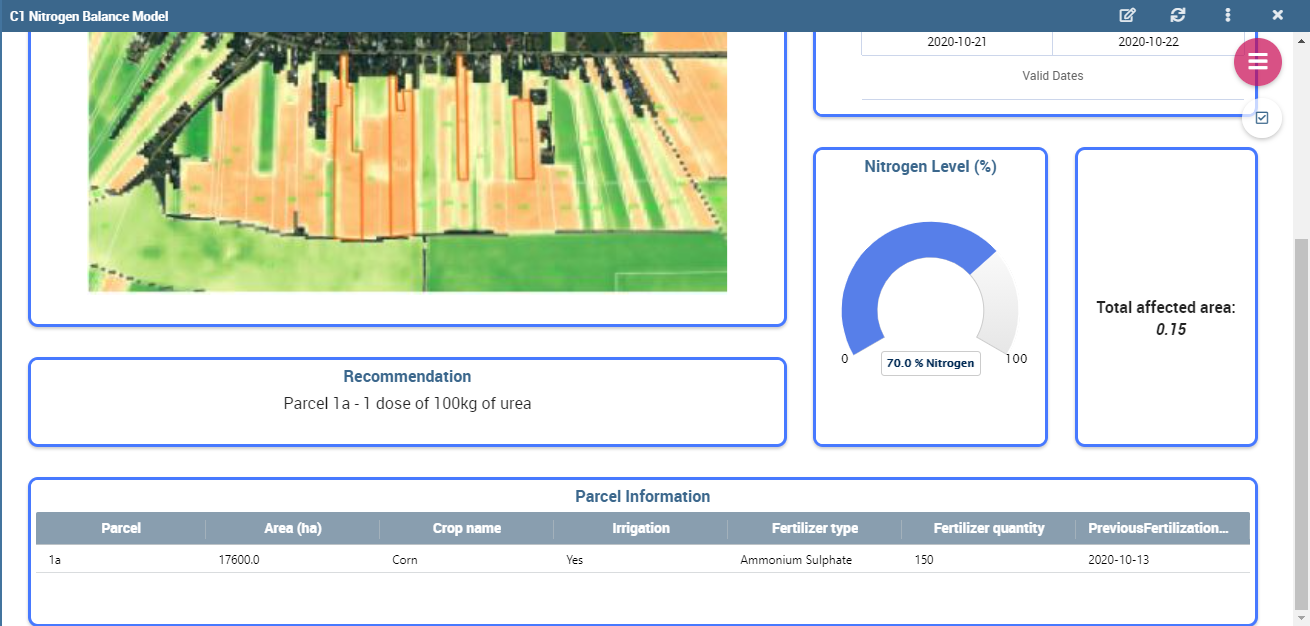 C1 Nitrogen Balance Model
2020-10-21 2020-10-22
Valid Dates
Nitrogen Level (%)
0 70.0 % Nitrogen 100
Total affected area:
0.15
Recommendation
Parcel 1a - 1 dose of 100kg of urea
Parcel Information
Parcel Area (ha) Crop name Irrigation Fertilizer type Fertilizer quantity PreviousFertilization...
1a 17600.0 Corn Yes Ammonium Sulphate 150 2020-10-13